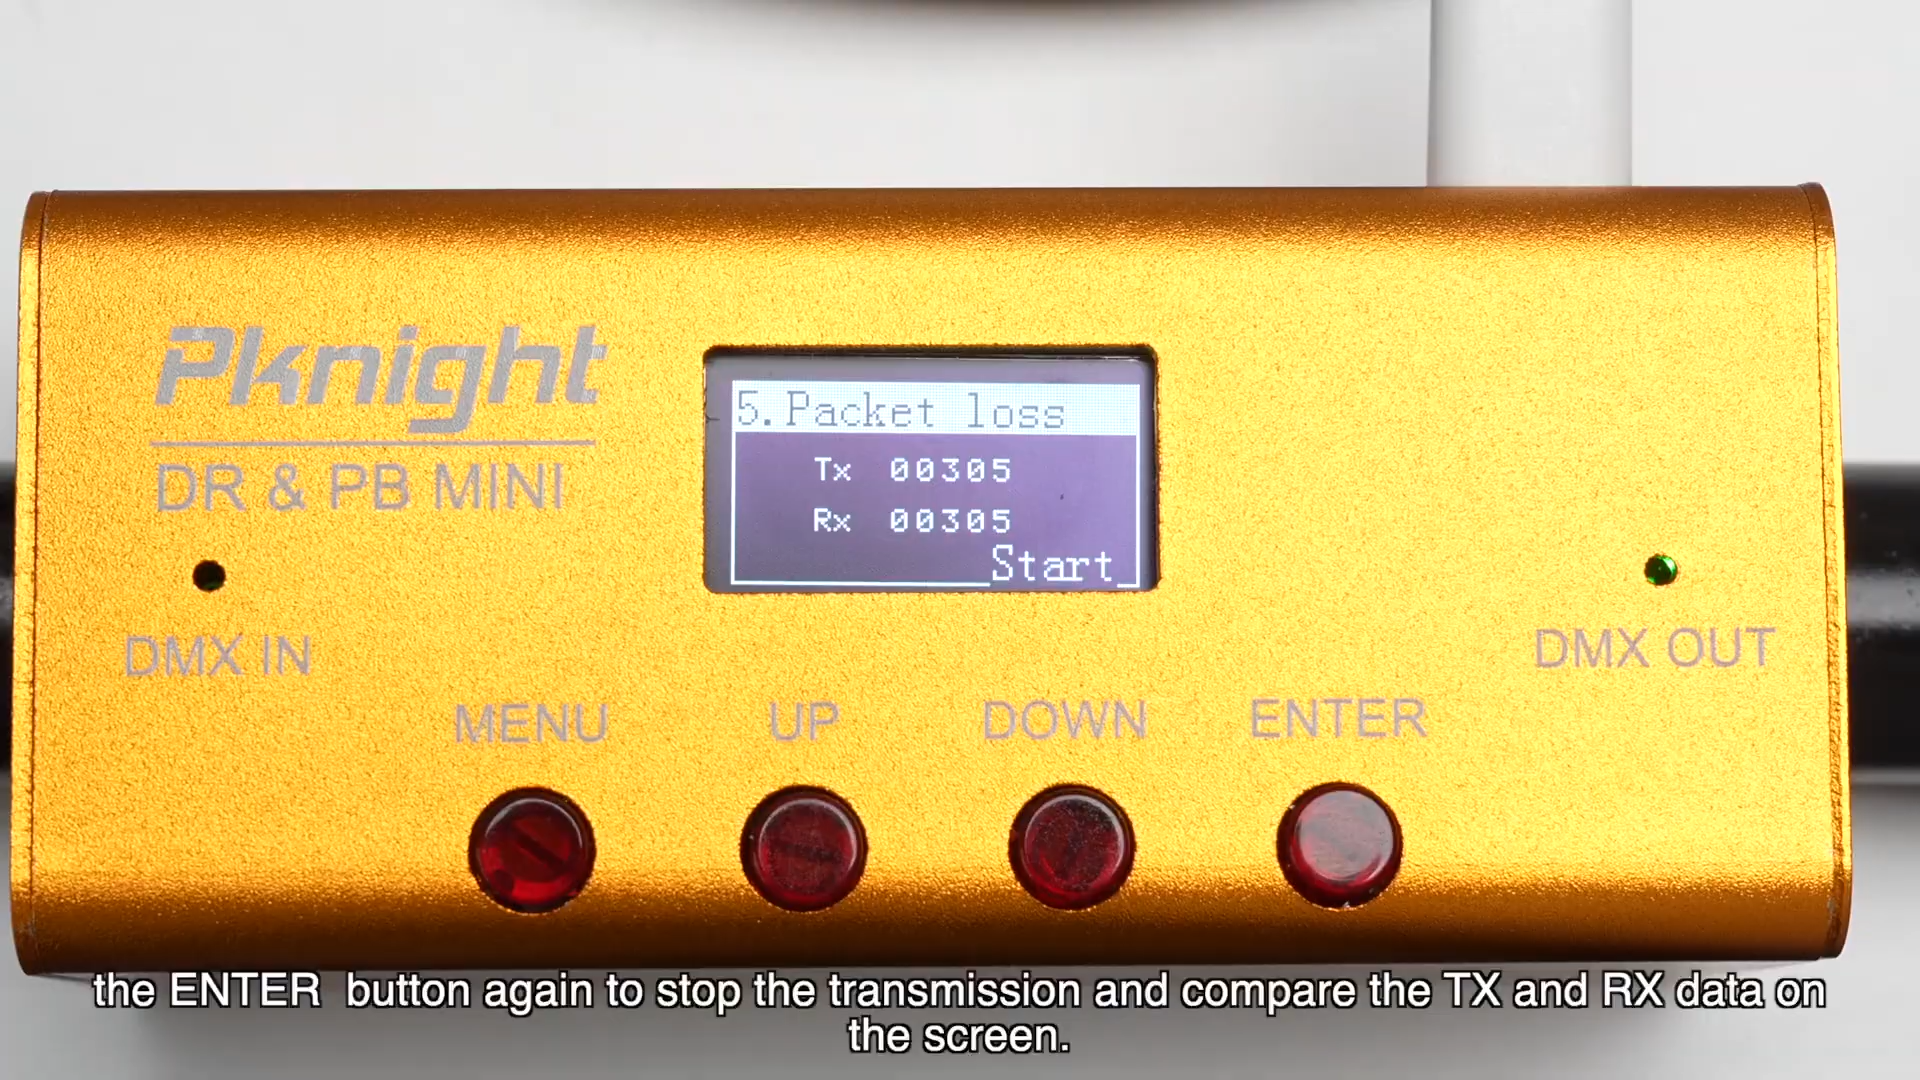 Pknight
DR & PB MINI
5.Packet loss
Tx 00305
Rx 00305
Start
DMX IN
DMX OUT
MENU
UP
DOWN
ENTER
the ENTER  button again to stop the transmission and compare the TX and RX data on
the screen.